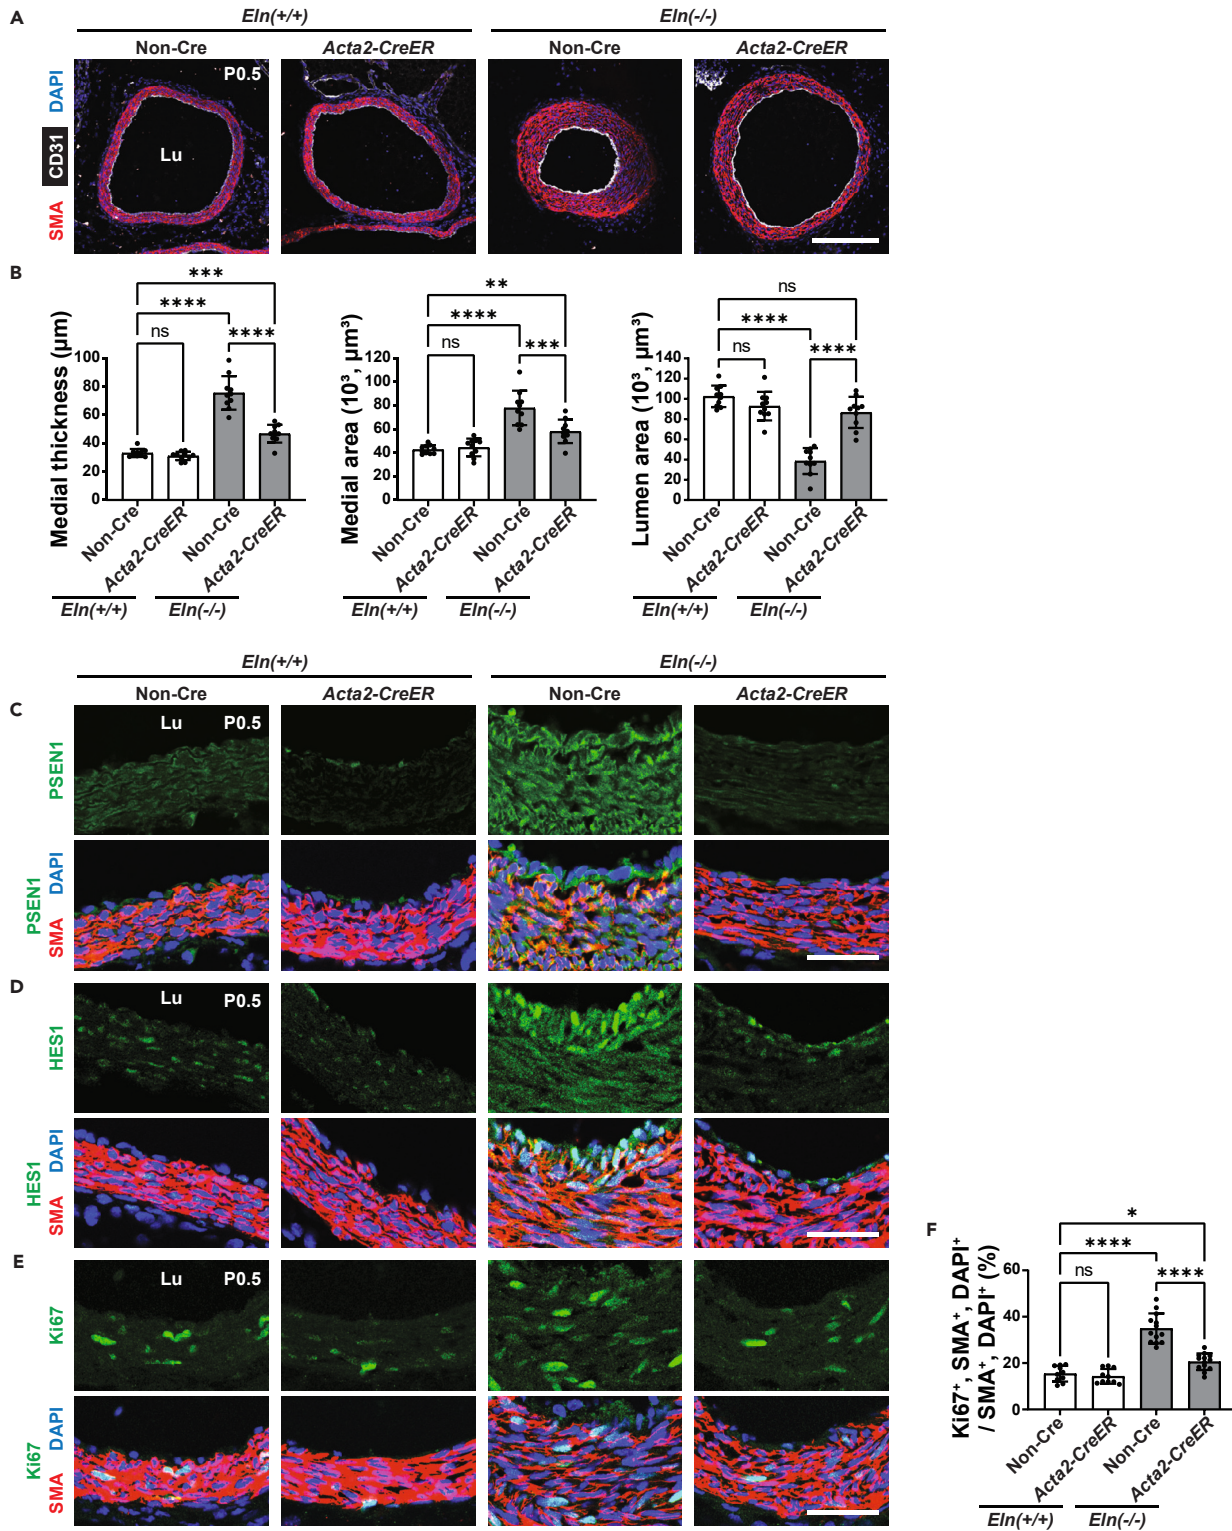 A
Eln(+/+)
Eln(-/-)
Non-Cre
Acta2-CreER
Non-Cre
Acta2-CreER
SMA CD31 DAPI
P0.5
Lu
B
Medial thickness (µm)
***
****
ns
****
100
80
60
40
20
0
Non-Cre
Acta2-CreER
Non-Cre
Acta2-CreER
Eln(+/+)
Eln(-/-)
Medial area (10³, µm³)
**
****
ns
***
120
100
80
60
40
20
0
Non-Cre
Acta2-CreER
Non-Cre
Acta2-CreER
Eln(+/+)
Eln(-/-)
Lumen area (10³, µm³)
ns
****
ns
****
140
120
100
80
60
40
20
0
Non-Cre
Acta2-CreER
Non-Cre
Acta2-CreER
Eln(+/+)
Eln(-/-)
Eln(+/+)
Eln(-/-)
Non-Cre
Acta2-CreER
Non-Cre
Acta2-CreER
C
PSEN1
Lu
P0.5
PSEN1
SMA DAPI
D
HES1
Lu
P0.5
HES1
SMA DAPI
E
Ki67
Lu
P0.5
Ki67
SMA DAPI
F
Ki67⁺, SMA⁺, DAPI⁺
/ SMA⁺, DAPI⁺ (%)
*
****
ns
****
60
40
20
0
Non-Cre
Acta2-CreER
Non-Cre
Acta2-CreER
Eln(+/+)
Eln(-/-)